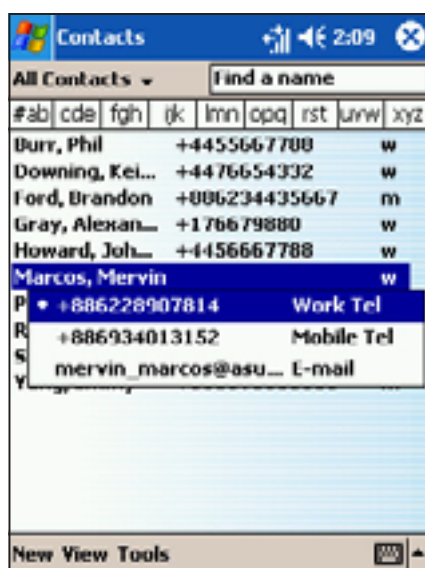 Contacts 2:09
All Contacts Find a name
#ab cde fgh ijk lmn opq rst uvw xyz
Burr, Phil +4455667788 w
Downing, Kei... +4476654332 w
Ford, Brandon +886234435667 m
Gray, Alexan... +176679880 w
Howard, Joh... +4456667788 w
Marcos, Mervin w
P +886228907814 Work Tel
R +886934013152 Mobile Tel
S mervin_marcos@asu... E-mail
New View Tools